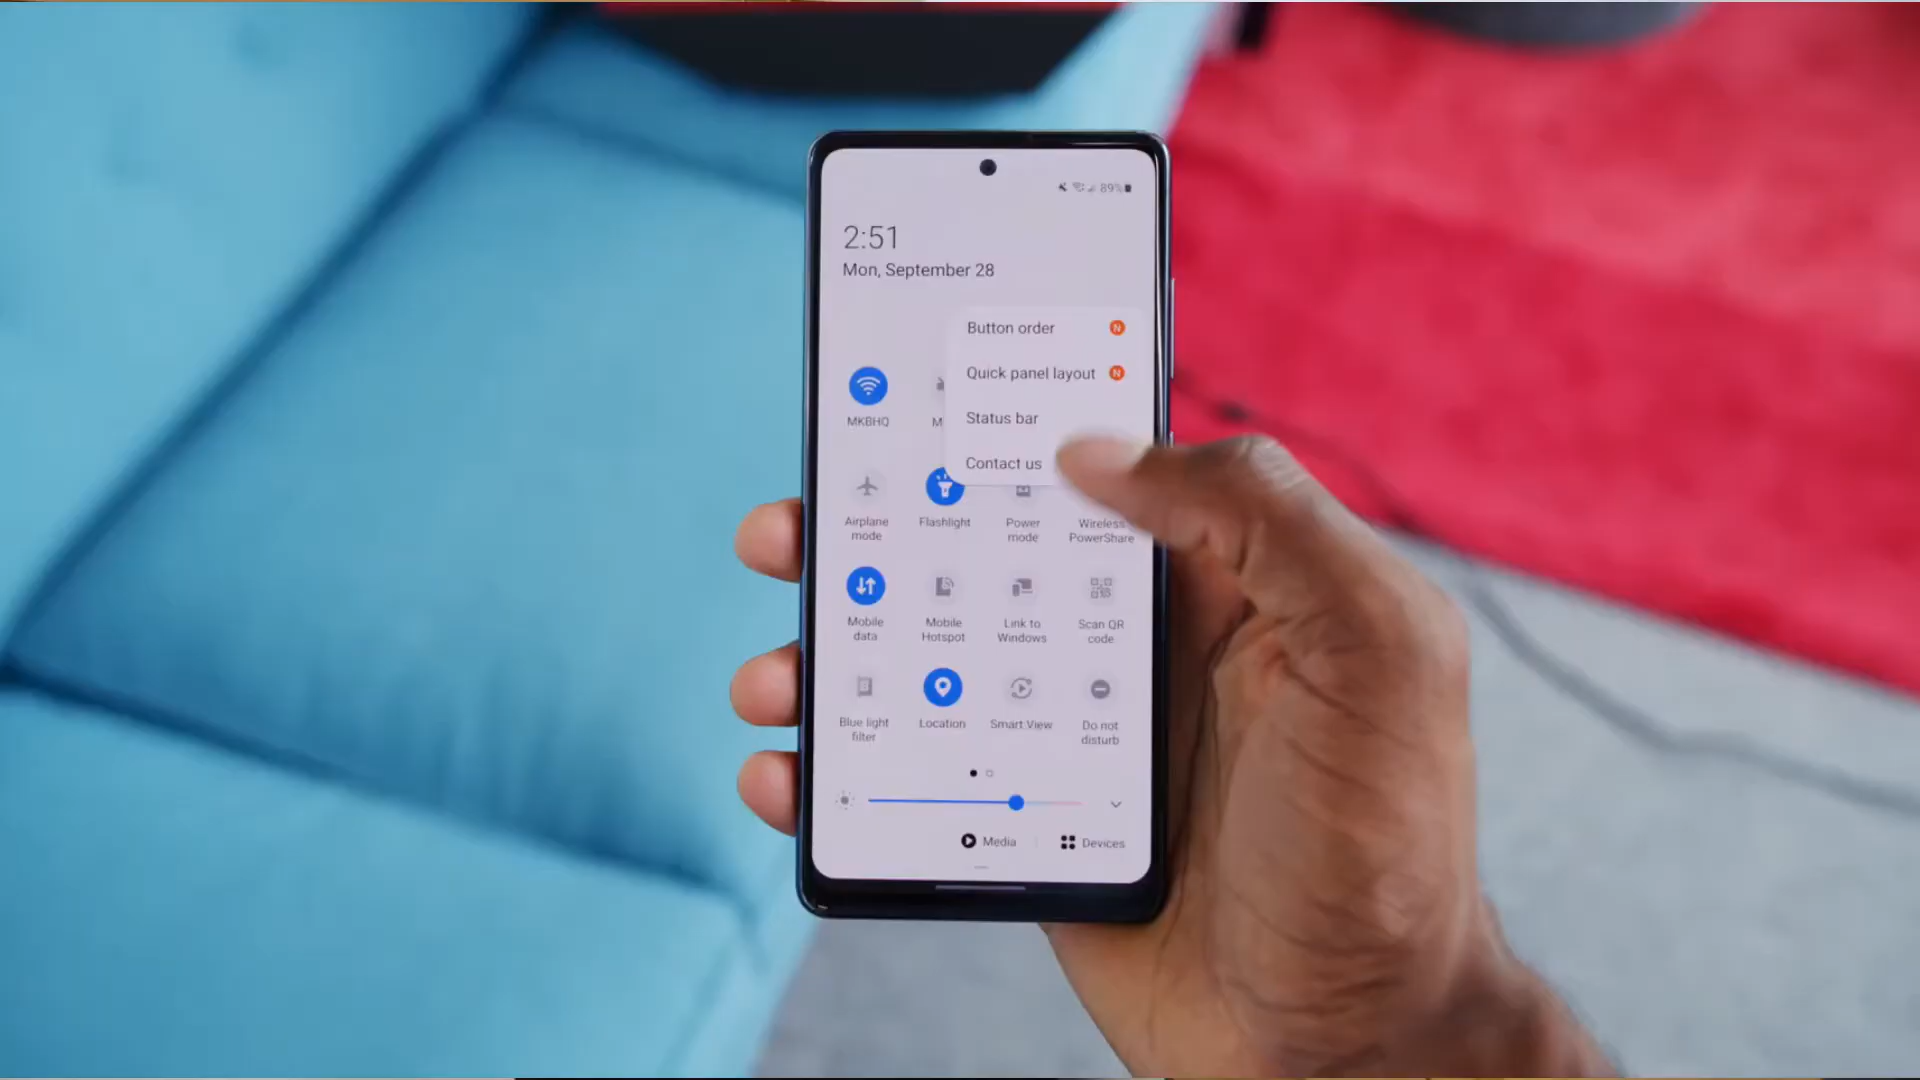 89%
2:51
Mon, September 28
Button order N
Quick panel layout N
Status bar
Contact us
MKBHQ
M
Airplane
mode
Flashlight
Power
mode
Wireless
PowerShare
Mobile
data
Mobile
Hotspot
Link to
Windows
Scan QR
code
Blue light
filter
Location
Smart View
Do not
disturb
Media
Devices